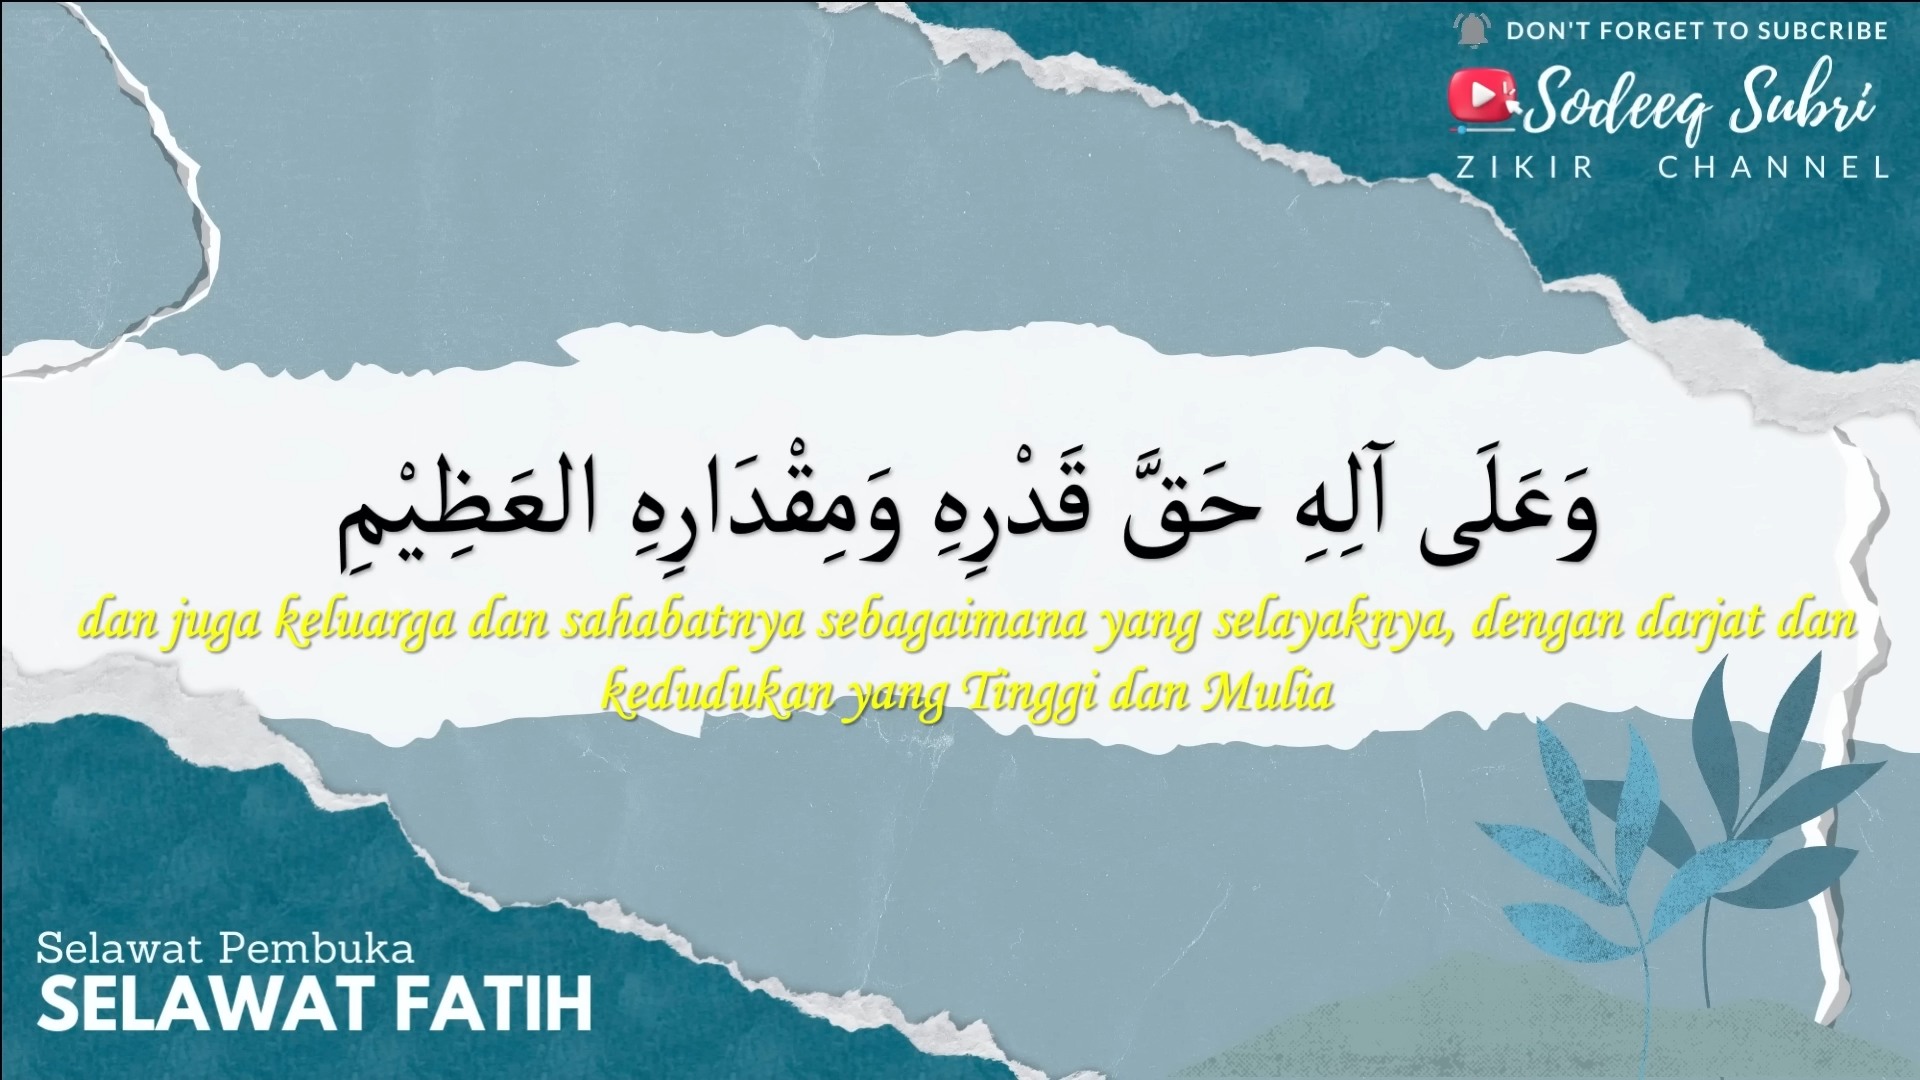 DON'T FORGET TO SUBCRIBE
Sodeeq Subri
ZIKIR CHANNEL
وَعَلَى آلِهِ حَقَّ قَدْرِهِ وَمِقْدَارِهِ العَظِيْمِ
dan juga keluarga dan sahabatnya sebagaimana yang selayaknya, dengan darjat dan
kedudukan yang Tinggi dan Mulia
Selawat Pembuka
SELAWAT FATIH